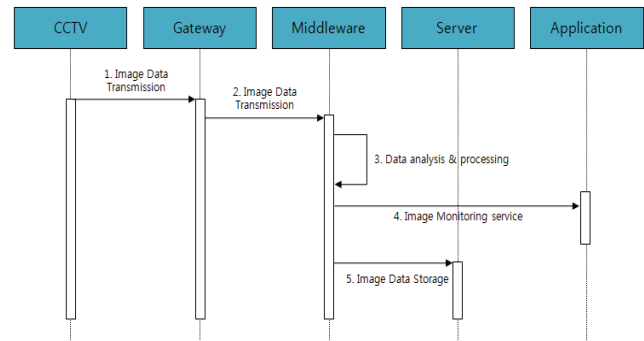 CCTV
Gateway
Middleware
Server
Application
1. Image Data
Transmission
2. Image Data
Transmission
3. Data analysis & processing
4. Image Monitoring service
5. Image Data Storage